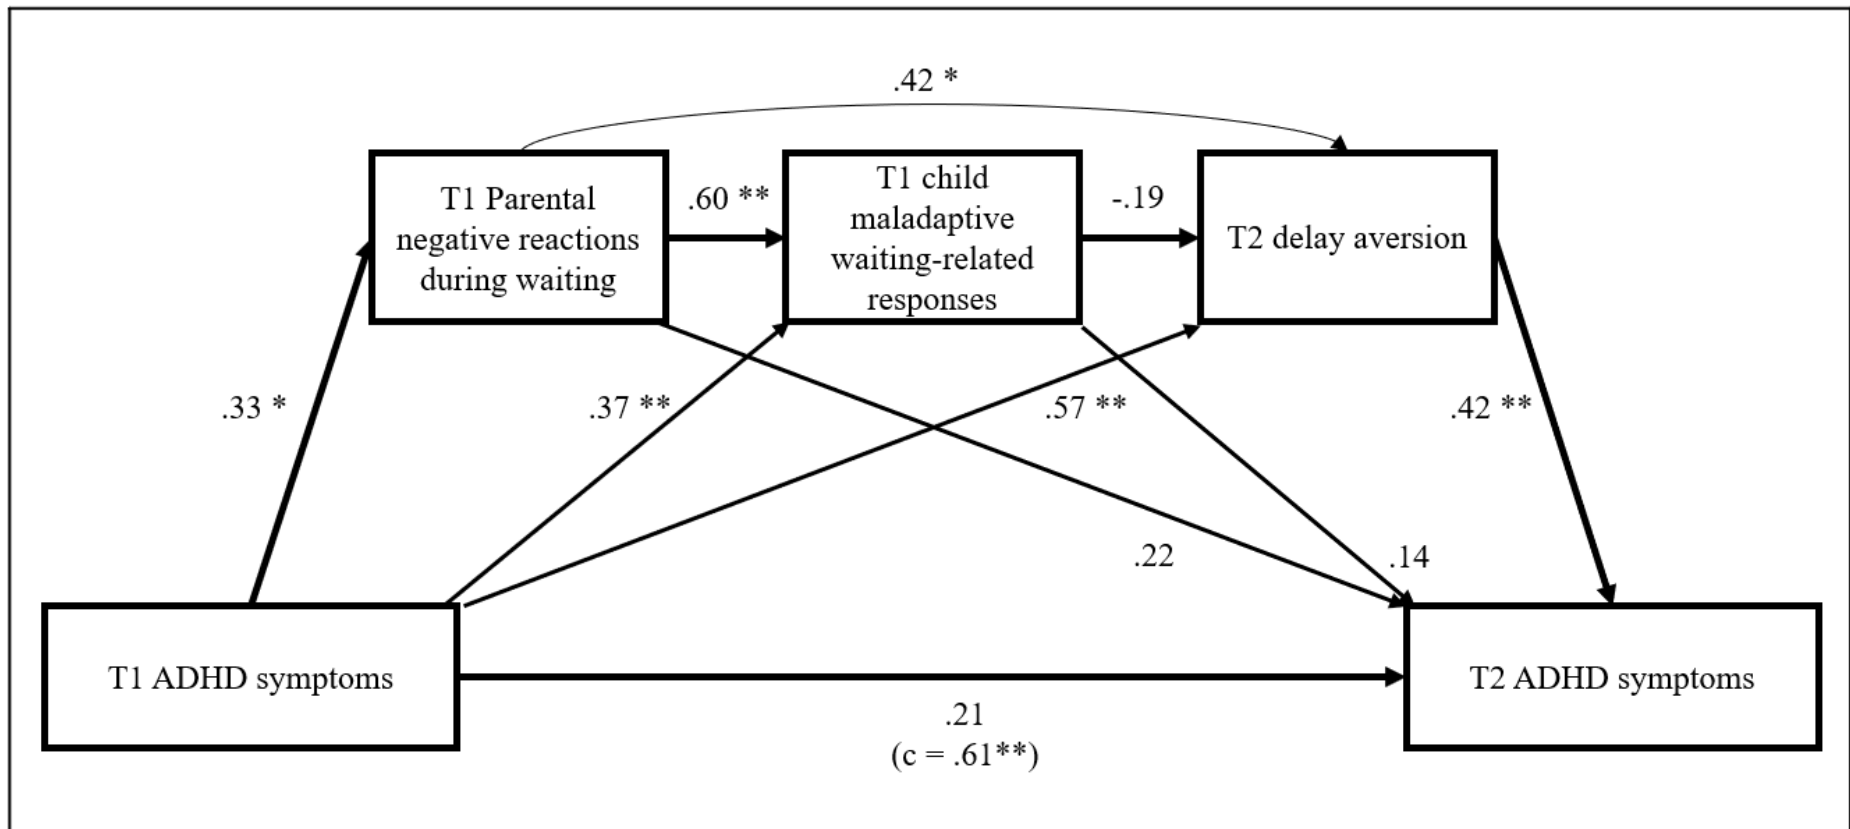 .42 *
T1 Parental
negative reactions
during waiting
.60 **
T1 child
maladaptive
waiting-related
responses
-.19
T2 delay aversion
.33 *
.37 **
.57 **
.42 **
.22
.14
T1 ADHD symptoms
.21
(c = .61**)
T2 ADHD symptoms